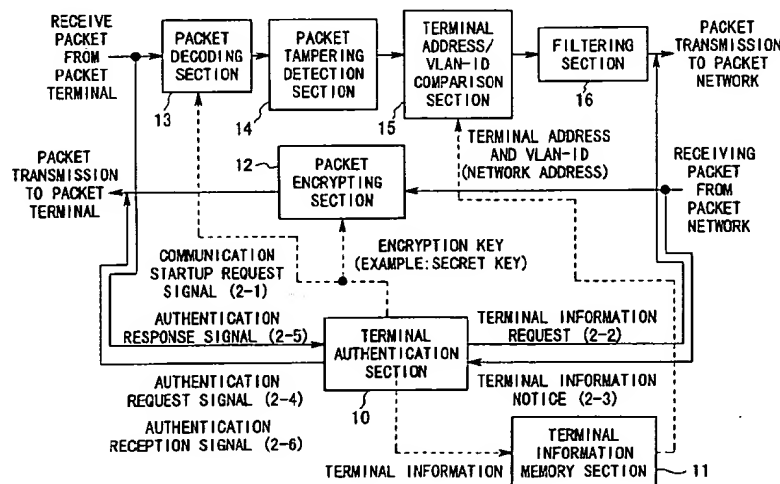 RECEIVE
PACKET
FROM
PACKET
TERMINAL
PACKET
DECODING
SECTION
13
PACKET
TAMPERING
DETECTION
SECTION
14
TERMINAL
ADDRESS/
VLAN-ID
COMPARISON
SECTION
15
FILTERING
SECTION
16
PACKET
TRANSMISSION
TO PACKET
NETWORK
PACKET
TRANSMISSION
TO PACKET
TERMINAL
12
PACKET
ENCRYPTING
SECTION
TERMINAL ADDRESS
AND VLAN-ID
(NETWORK ADDRESS)
RECEIVING
PACKET
FROM
PACKET
NETWORK
COMMUNICATION
STARTUP REQUEST
SIGNAL (2-1)
ENCRYPTION KEY
(EXAMPLE:SECRET KEY)
AUTHENTICATION
RESPONSE SIGNAL (2-5)
TERMINAL
AUTHENTICATION
SECTION
10
TERMINAL INFORMATION
REQUEST (2-2)
AUTHENTICATION
REQUEST SIGNAL (2-4)
TERMINAL INFORMATION
NOTICE (2-3)
AUTHENTICATION
RECEPTION SIGNAL (2-6)
TERMINAL INFORMATION
TERMINAL
INFORMATION
MEMORY SECTION
11